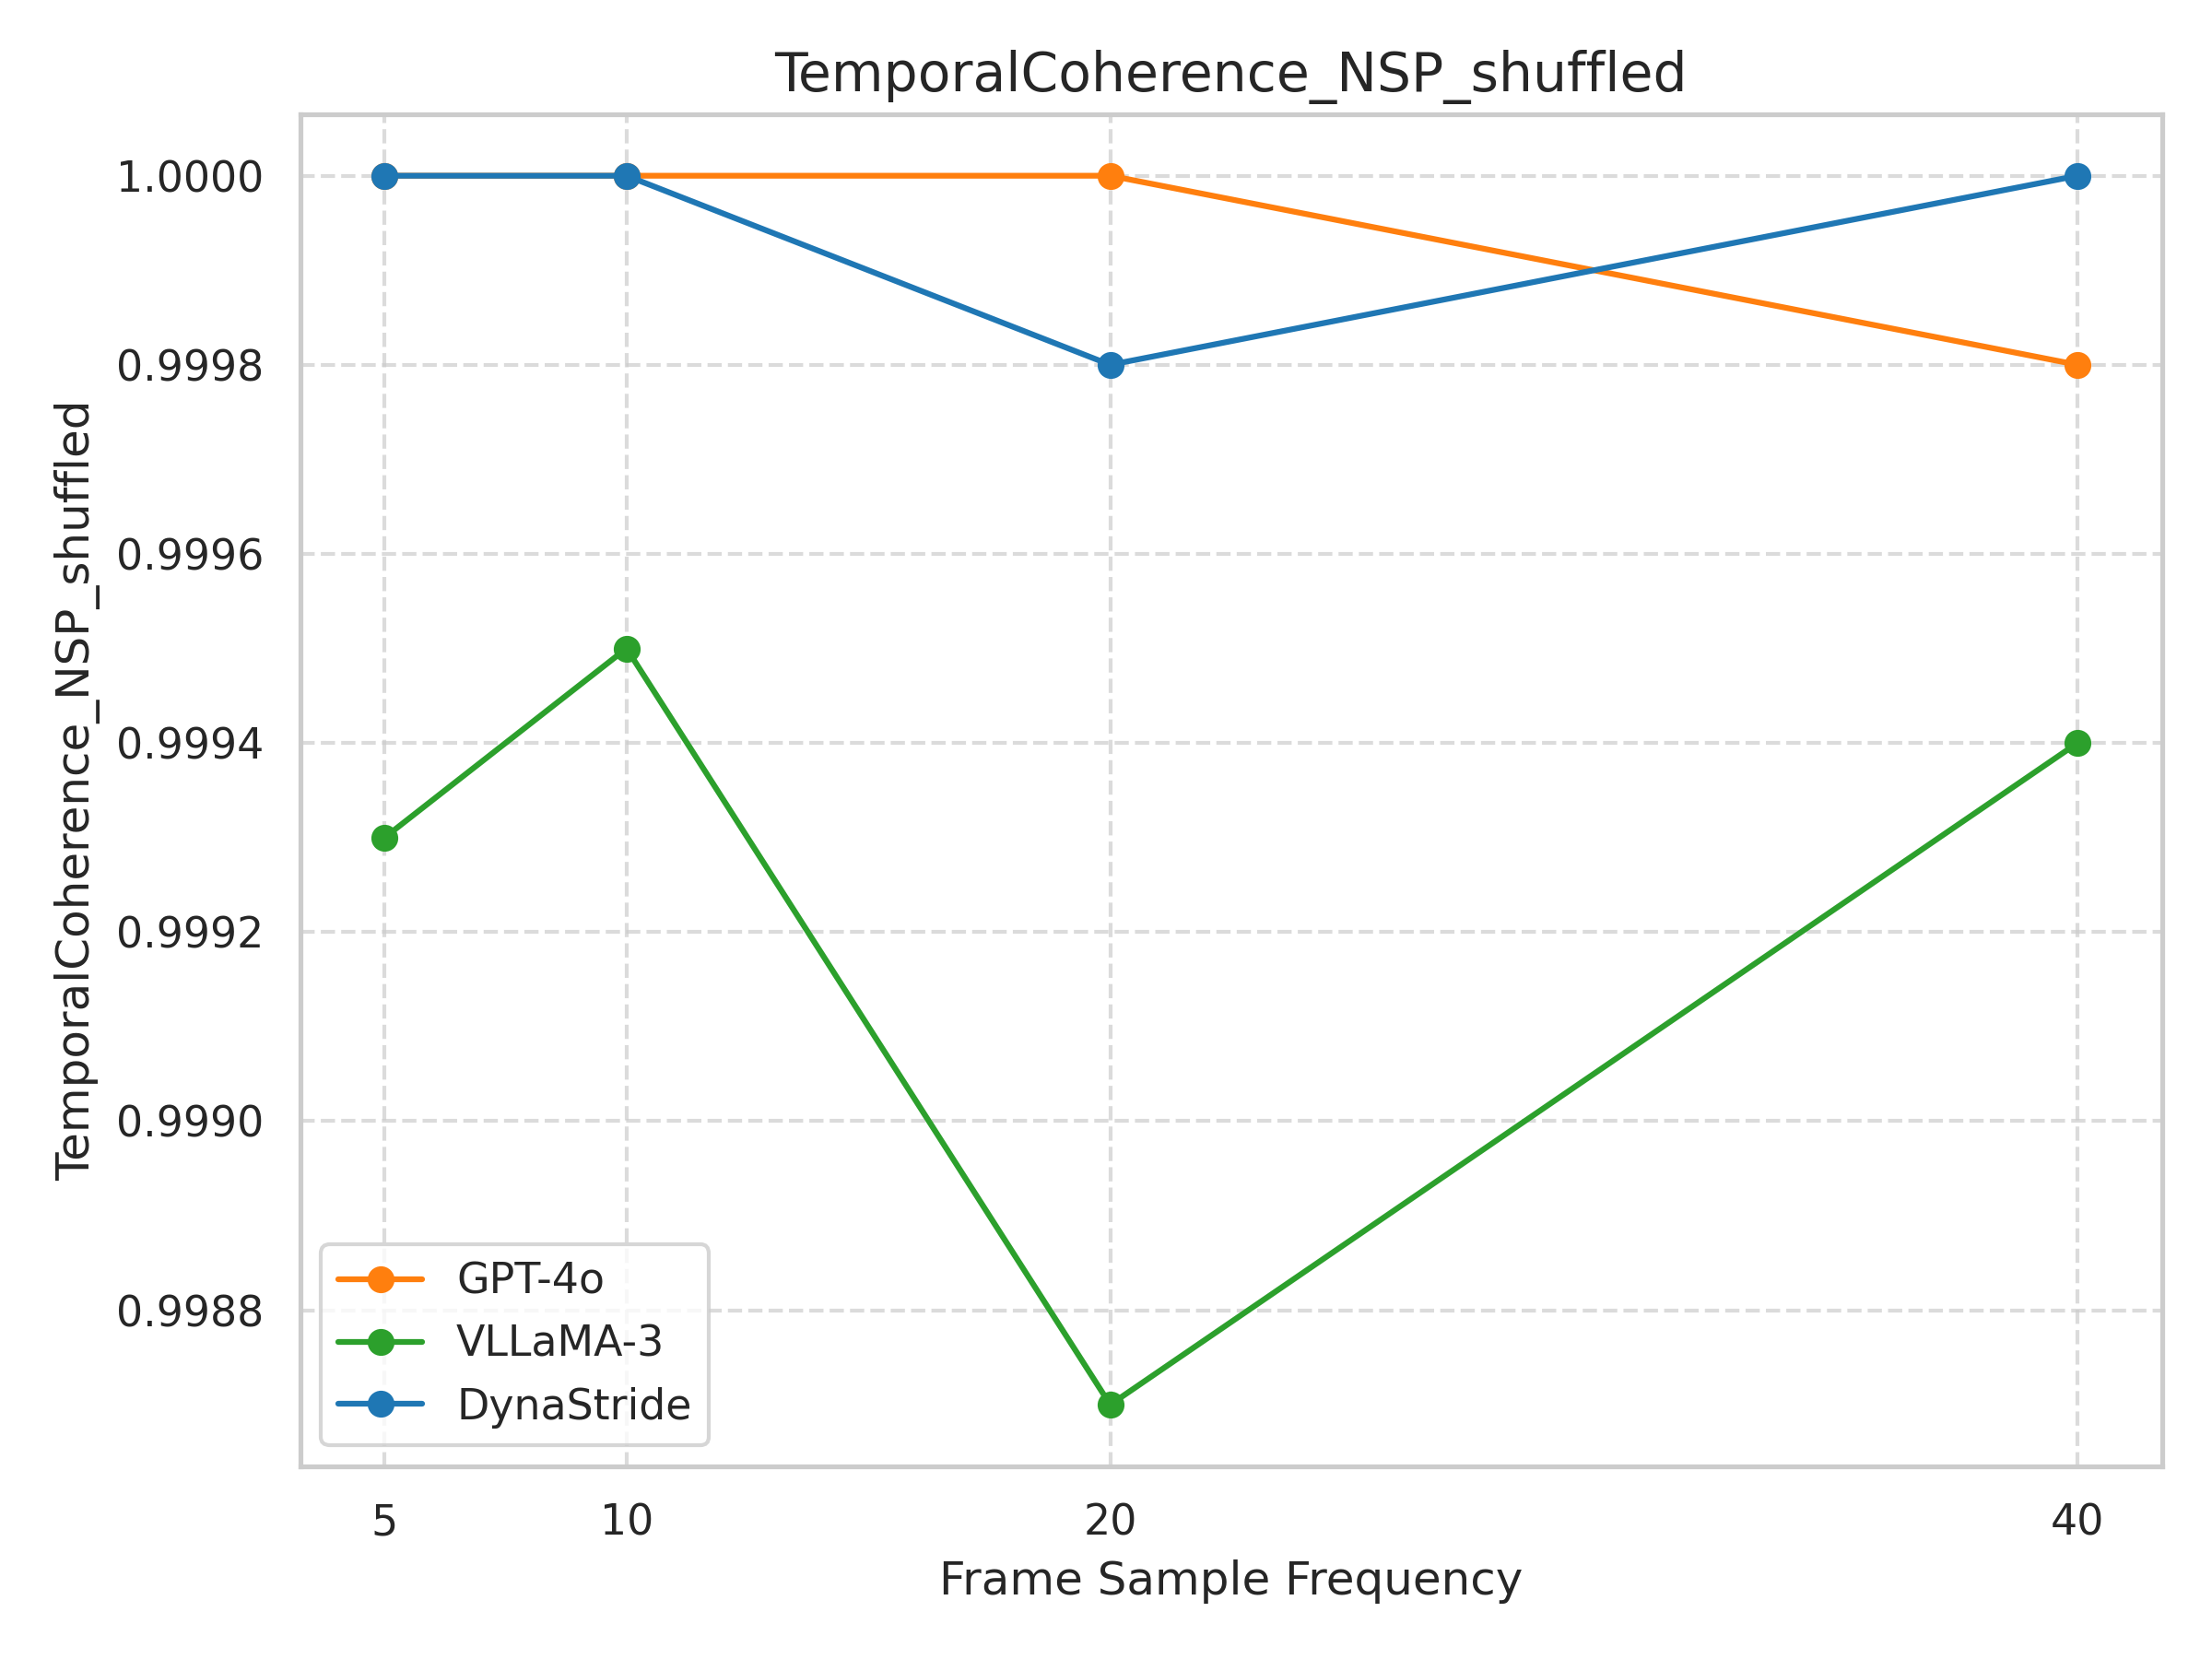 TemporalCoherence_NSP_shuffled
TemporalCoherence_NSP_shuffled
1.0000
0.9998
0.9996
0.9994
0.9992
0.9990
0.9988
GPT-4o
VLLaMA-3
DynaStride
5 10 20 40
Frame Sample Frequency